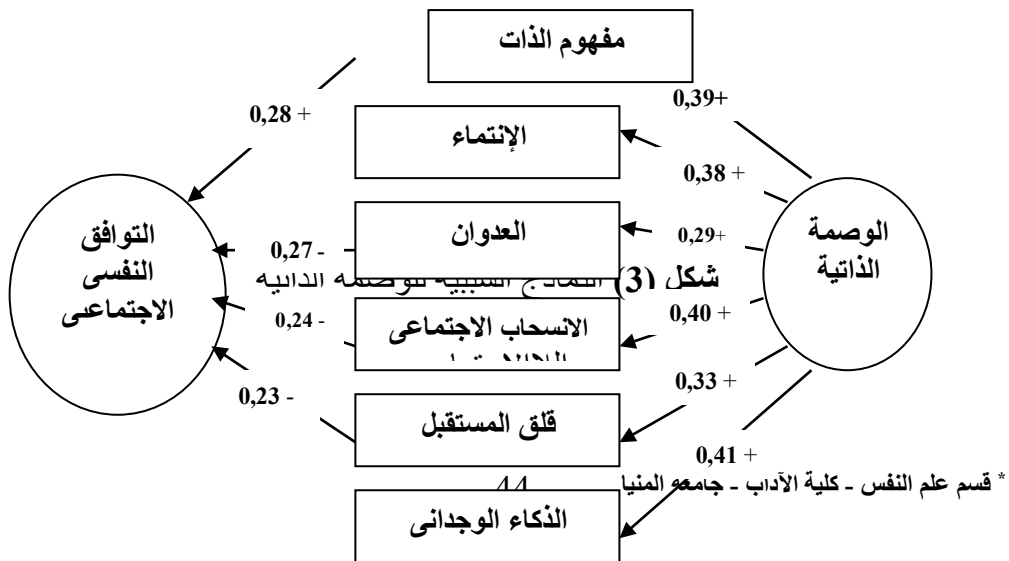 مفهوم الذات
0,39+
0,28 +
الإنتماء
0,38 +
التوافق
النفسى
الاجتماعى
العدوان
الوصمة
الذاتية
0,29+
0,27 -
شكل (3)
0,24 -
الانسحاب الاجتماعى
0,40 +
0,33 +
0,23 -
قلق المستقبل
0,41 +
* قسم علم النفس - كلية الآداب - جامعه المنيا
44
الذكاء الوجدانى